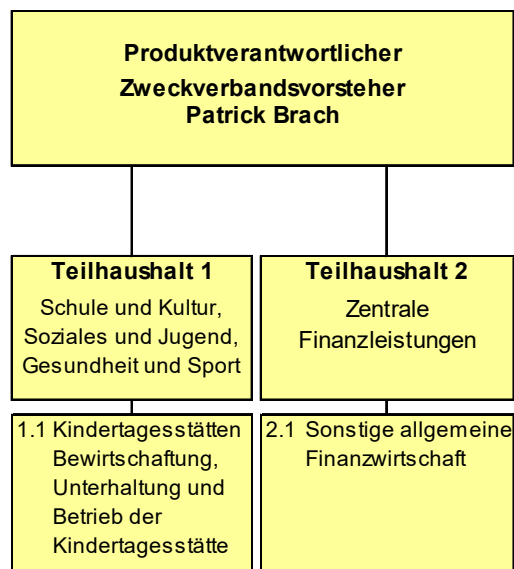 Produktverantwortlicher
Zweckverbandsvorsteher
Patrick Brach
Teilhaushalt 1
Schule und Kultur,
Soziales und Jugend,
Gesundheit und Sport
Teilhaushalt 2
Zentrale
Finanzleistungen
1.1 Kindertagesstätten
Bewirtschaftung,
Unterhaltung und
Betrieb der
Kindertagesstätte
2.1 Sonstige allgemeine
Finanzwirtschaft